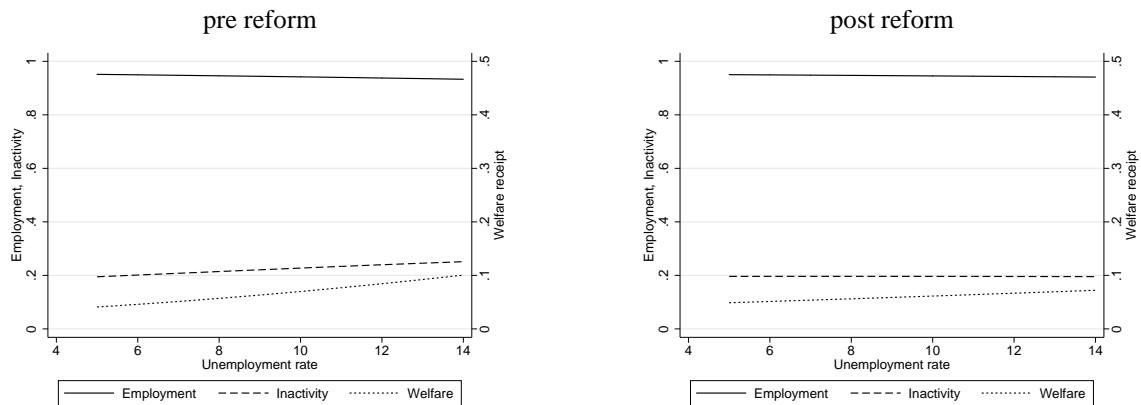 pre reform
1
.8
.6
.4
.2
0
Employment, Inactivity
.5
.4
.3
.2
.1
0
Welfare receipt
4 6 8 10 12 14
Unemployment rate
Employment Inactivity Welfare
post reform
1
.8
.6
.4
.2
0
Employment, Inactivity
.5
.4
.3
.2
.1
0
Welfare receipt
4 6 8 10 12 14
Unemployment rate
Employment Inactivity Welfare